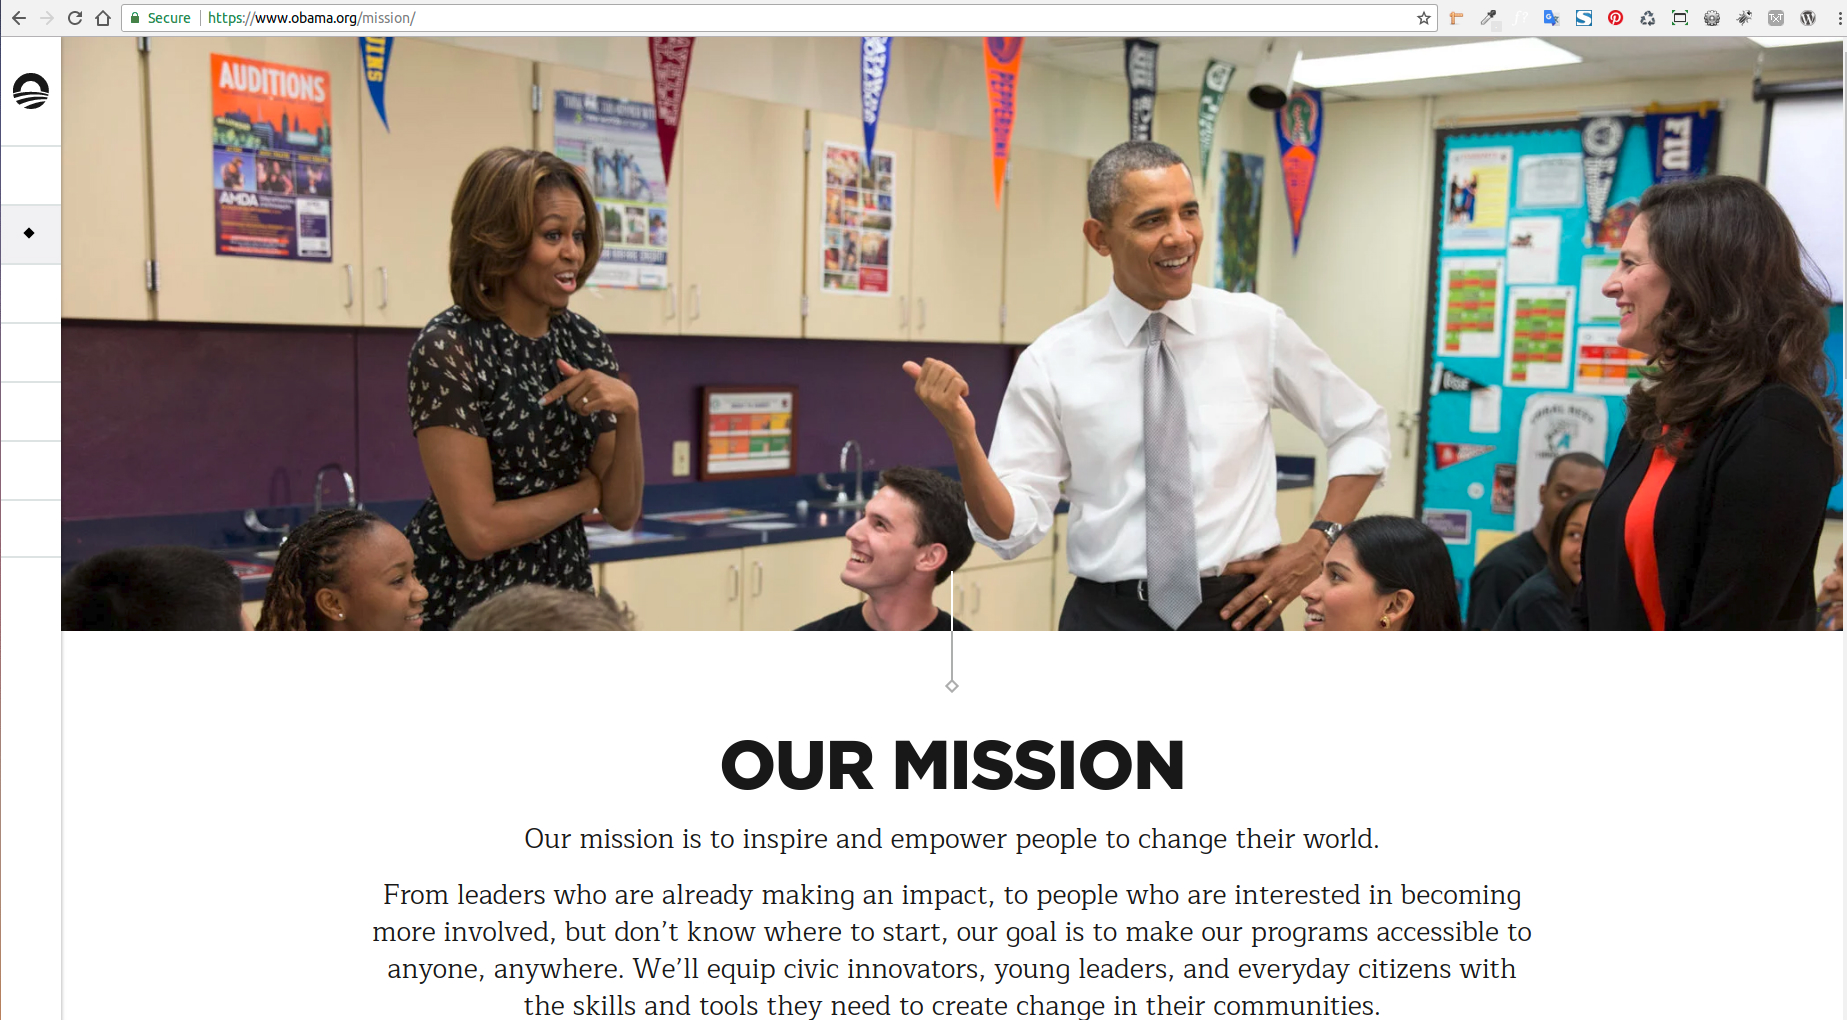 Secure
https://www.obama.org/mission/
AUDITIONS
AMDA
PEPPERDINE
FTU
OUR MISSION
Our mission is to inspire and empower people to change their world.
From leaders who are already making an impact, to people who are interested in becoming
more involved, but don’t know where to start, our goal is to make our programs accessible to
anyone, anywhere. We’ll equip civic innovators, young leaders, and everyday citizens with
the skills and tools they need to create change in their communities.